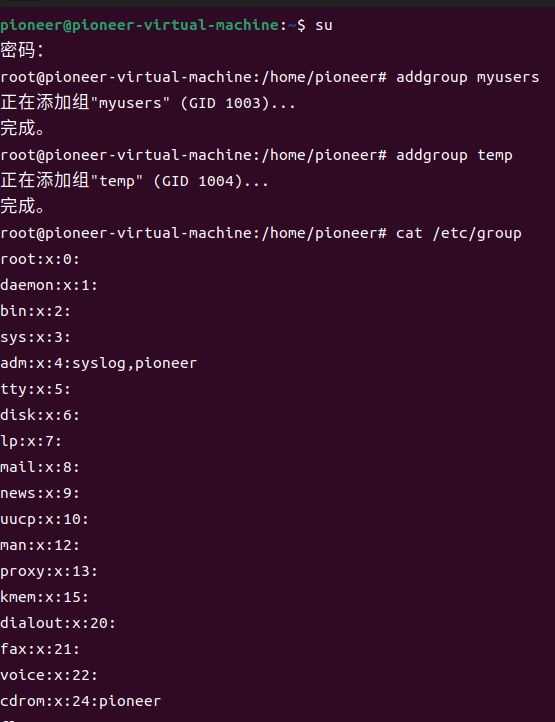 pioneer@pioneer-virtual-machine:~$ su
密码：
root@pioneer-virtual-machine:/home/pioneer# addgroup myusers
正在添加组"myusers" (GID 1003)...
完成。
root@pioneer-virtual-machine:/home/pioneer# addgroup temp
正在添加组"temp" (GID 1004)...
完成。
root@pioneer-virtual-machine:/home/pioneer# cat /etc/group
root:x:0:
daemon:x:1:
bin:x:2:
sys:x:3:
adm:x:4:syslog,pioneer
tty:x:5:
disk:x:6:
lp:x:7:
mail:x:8:
news:x:9:
uucp:x:10:
man:x:12:
proxy:x:13:
kmem:x:15:
dialout:x:20:
fax:x:21:
voice:x:22:
cdrom:x:24:pioneer